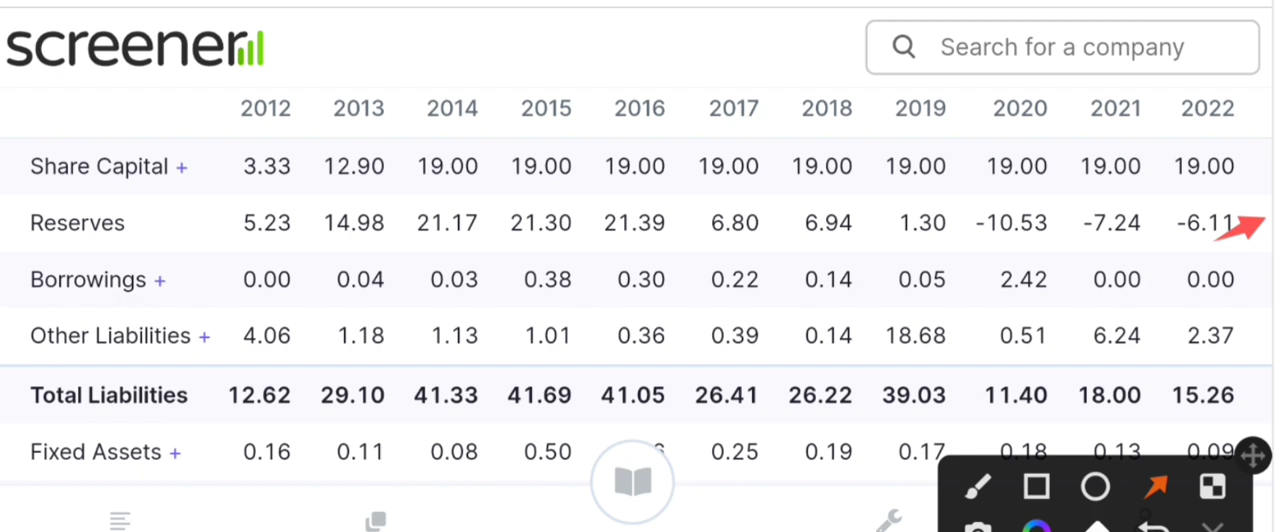 screener
Search for a company
2012 2013 2014 2015 2016 2017 2018 2019 2020 2021 2022
Share Capital + 3.33 12.90 19.00 19.00 19.00 19.00 19.00 19.00 19.00 19.00 19.00
Reserves 5.23 14.98 21.17 21.30 21.39 6.80 6.94 1.30 -10.53 -7.24 -6.11
Borrowings + 0.00 0.04 0.03 0.38 0.30 0.22 0.14 0.05 2.42 0.00 0.00
Other Liabilities + 4.06 1.18 1.13 1.01 0.36 0.39 0.14 18.68 0.51 6.24 2.37
Total Liabilities 12.62 29.10 41.33 41.69 41.05 26.41 26.22 39.03 11.40 18.00 15.26
Fixed Assets + 0.16 0.11 0.08 0.50 0.25 0.19 0.17 0.18 0.13 0.09